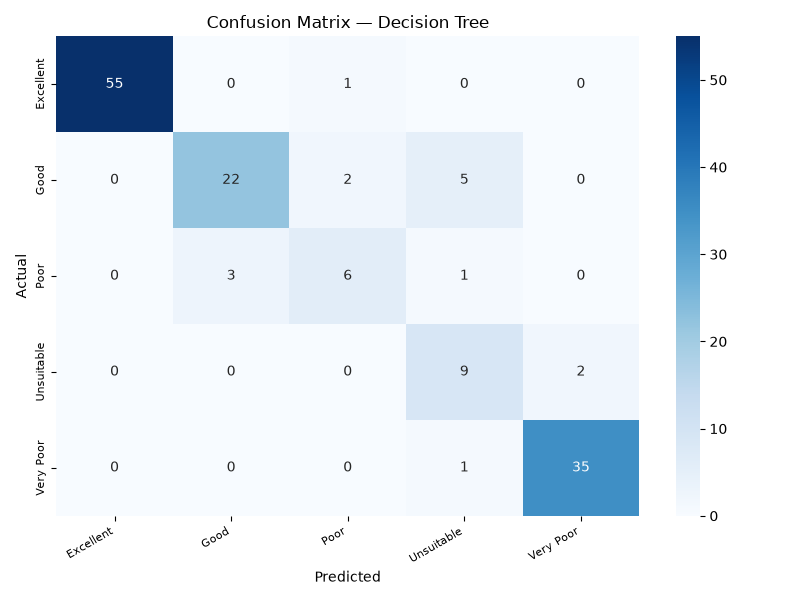 Confusion Matrix — Decision Tree
Actual
Excellent 55 0 1 0 0
Good 0 22 2 5 0
Poor 0 3 6 1 0
Unsuitable 0 0 0 9 2
Very Poor 0 0 0 1 35
Excellent Good Poor Unsuitable Very Poor
Predicted
50
40
30
20
10
0